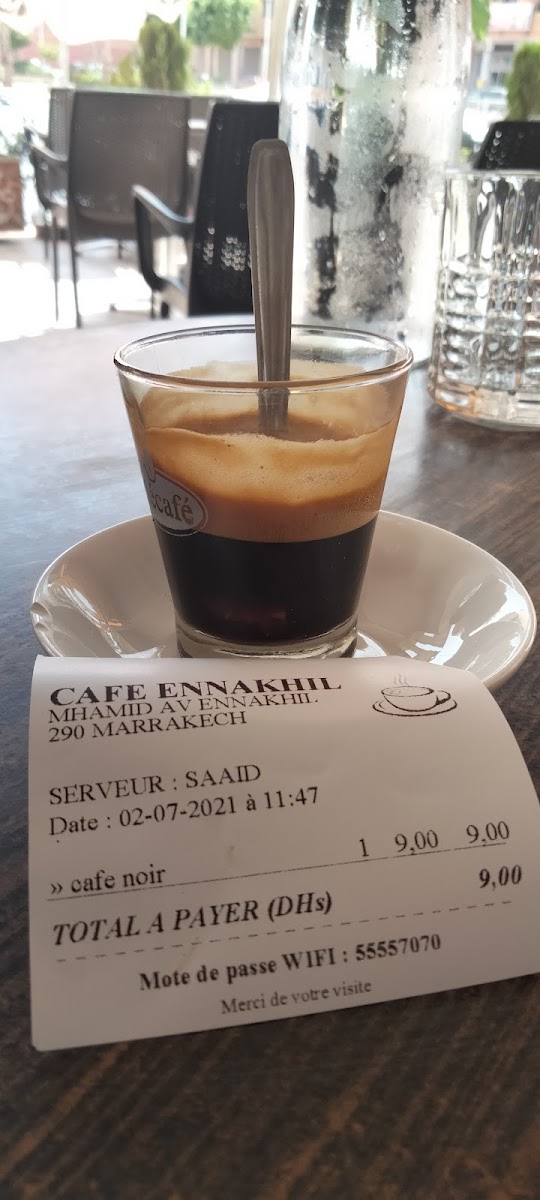 café
CAFE ENNAKHIL
MHAMID AV ENNAKHIL
290 MARRAKECH
SERVEUR : SAAID
Date : 02-07-2021 à 11:47
» cafe noir 1 9,00 9,00
TOTAL A PAYER (DHs) 9,00
Mote de passe WIFI : 55557070
Merci de votre visite